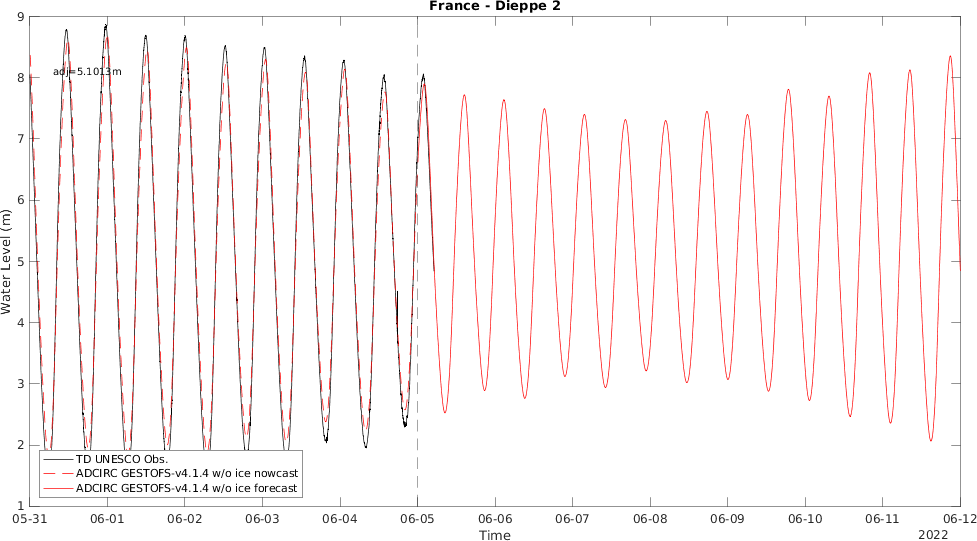 France - Dieppe 2
9
8
7
6
5
4
3
2
1
Water Level (m)
adj=5.1013m
TD UNESCO Obs.
ADCIRC GESTOFS-v4.1.4 w/o ice nowcast
ADCIRC GESTOFS-v4.1.4 w/o ice forecast
05-31 06-01 06-02 06-03 06-04 06-05 06-06 06-07 06-08 06-09 06-10 06-11 06-12
Time
2022